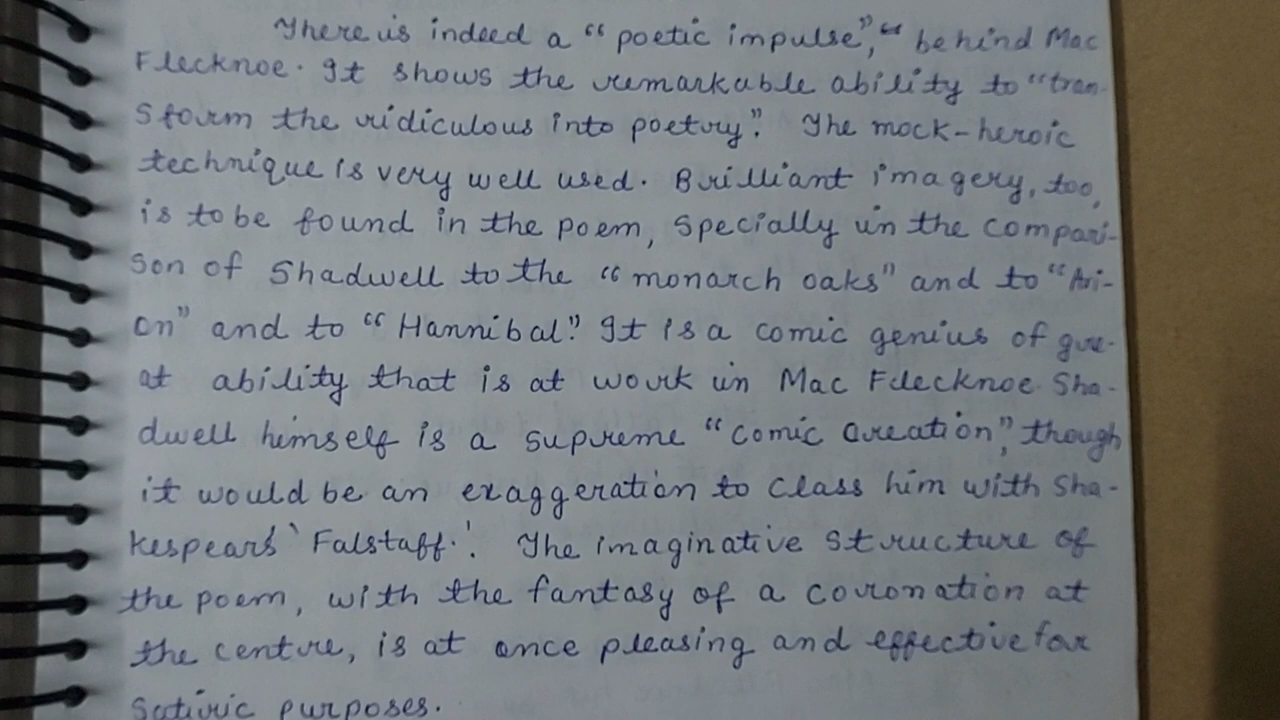 There is indeed a “poetic impulse”,“ behind Mac
Flecknoe. It shows the remarkable ability to “tran-
sform the ridiculous into poetry”. The mock-heroic
technique is very well used. Brilliant imagery, too,
is to be found in the poem, specially in the compari-
son of Shadwell to the “monarch oaks” and to “Ari-
on” and to “Hannibal”. It is a comic genius of gre-
at ability that is at work in Mac Flecknoe. Sha-
dwell himself is a supreme “comic creation”, though
it would be an exaggeration to class him with Sha-
kespears ‘Falstaff.’. The imaginative structure of
the poem, with the fantasy of a coronation at
the centre, is at once pleasing and effective for
satiric purposes.